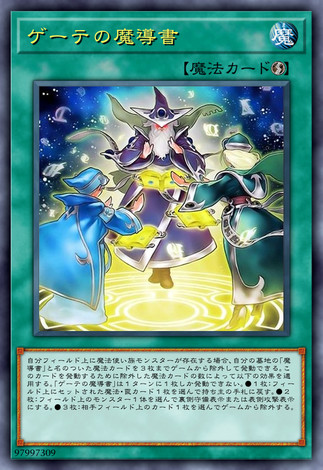 ゲーテの魔導書
魔
【魔法カード】
自分フィールド上に魔法使い族モンスターが存在する場合、自分の墓地の「魔
導書」と名のついた魔法カードを3枚までゲームから除外して発動できる。こ
のカードを発動するために除外した魔法カードの数によって以下の効果を適
用する。「ゲーテの魔導書」は1ターンに1枚しか発動できない。●1枚:フィール
ド上にセットされた魔法・罠カード1枚を選んで持ち主の手札に戻す。●2
枚:フィールド上のモンスター1体を選んで裏側守備表示または表側攻撃表示
にする。●3枚:相手フィールド上のカード1枚を選んでゲームから除外する。
97997309